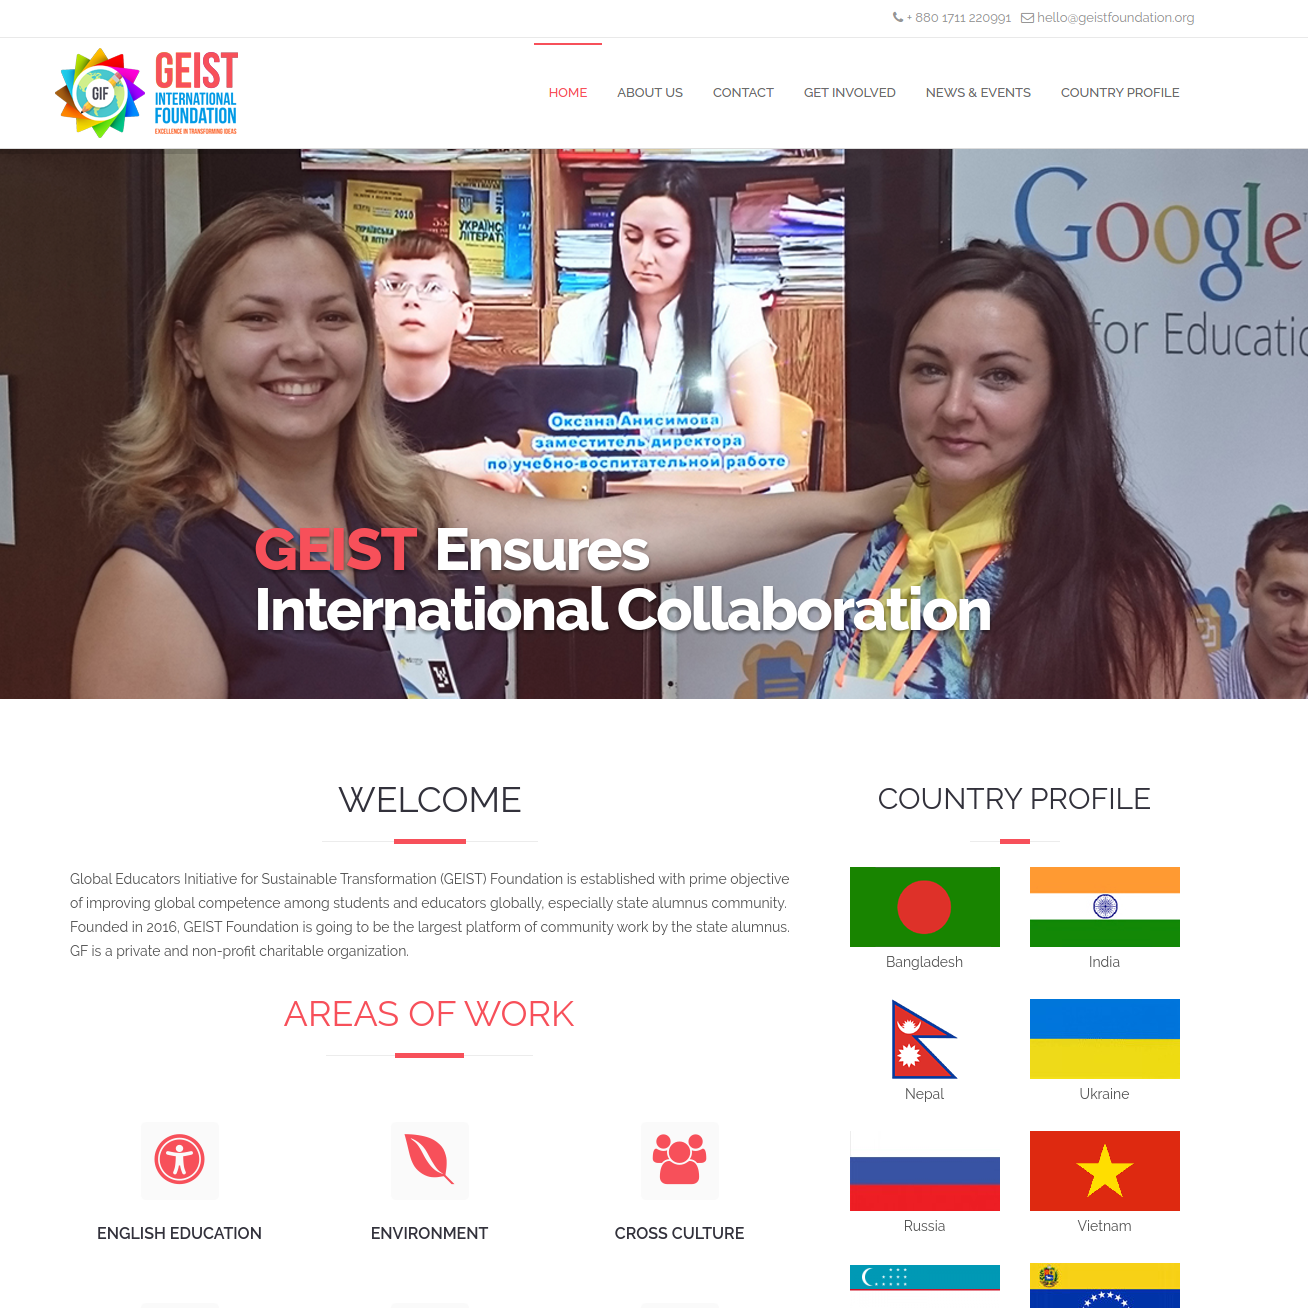 + 880 1711 220991 hello@geistfoundation.org
GIF
GEIST
INTERNATIONAL
FOUNDATION
EXCELLENCE IN TRANSFORMING IDEAS
HOME ABOUT US CONTACT GET INVOLVED NEWS & EVENTS COUNTRY PROFILE
2010
Google
for Educatio
Оксана Анисимова
заместитель директора
по учебно-воспитательной работе
GEIST Ensures
International Collaboration
WELCOME
Global Educators Initiative for Sustainable Transformation (GEIST) Foundation is established with prime objective
of improving global competence among students and educators globally, especially state alumnus community.
Founded in 2016, GEIST Foundation is going to be the largest platform of community work by the state alumnus.
GF is a private and non-profit charitable organization.
AREAS OF WORK
ENGLISH EDUCATION
ENVIRONMENT
CROSS CULTURE
COUNTRY PROFILE
Bangladesh
India
Nepal
Ukraine
Russia
Vietnam